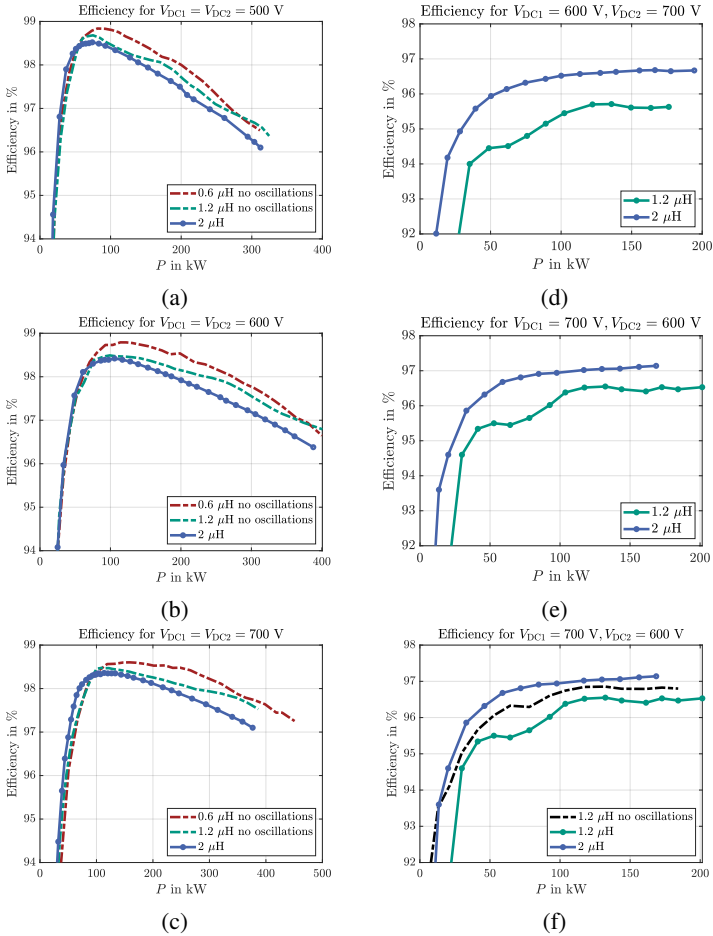 Efficiency for V_DC1 = V_DC2 = 500 V
Efficiency in %
99
98
97
96
95
94
0
100
200
300
400
P in kW
0.6 μH no oscillations
1.2 μH no oscillations
2 μH
(a)
Efficiency for V_DC1 = 600 V, V_DC2 = 700 V
Efficiency in %
98
97
96
95
94
93
92
0
50
100
150
200
P in kW
1.2 μH
2 μH
(d)
Efficiency for V_DC1 = V_DC2 = 600 V
Efficiency in %
99
98
97
96
95
94
0
100
200
300
400
P in kW
0.6 μH no oscillations
1.2 μH no oscillations
2 μH
(b)
Efficiency for V_DC1 = 700 V, V_DC2 = 600 V
Efficiency in %
98
97
96
95
94
93
92
0
50
100
150
200
P in kW
1.2 μH
2 μH
(e)
Efficiency for V_DC1 = V_DC2 = 700 V
Efficiency in %
99
98
97
96
95
94
0
100
200
300
400
500
P in kW
0.6 μH no oscillations
1.2 μH no oscillations
2 μH
(c)
Efficiency for V_DC1 = 700 V, V_DC2 = 600 V
Efficiency in %
98
97
96
95
94
93
92
0
50
100
150
200
P in kW
1.2 μH no oscillations
1.2 μH
2 μH
(f)